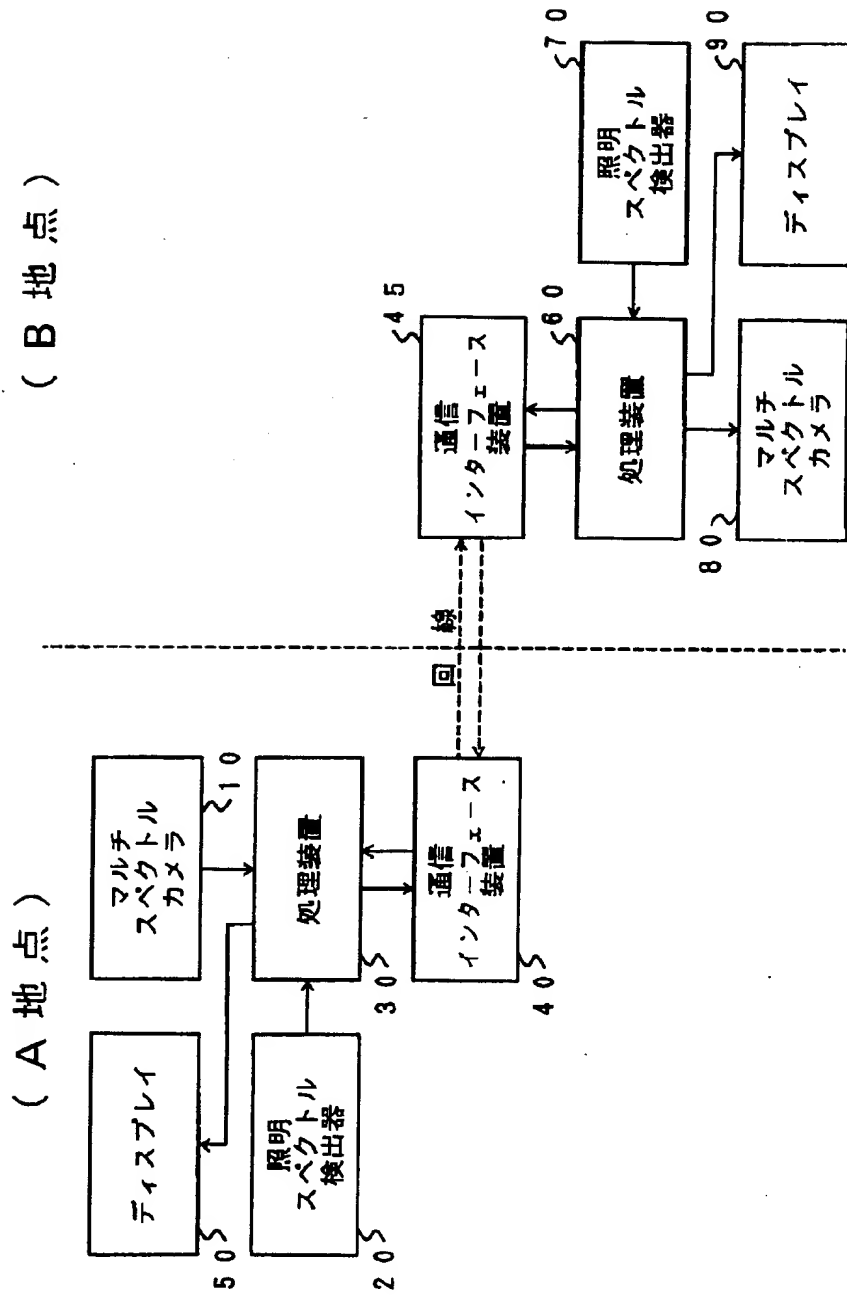 (A地点)
ディスプレイ
50
マルチ
スペクトル
カメラ
10
照明
スペクトル
検出器
20
処理装置
30
通信
インターフェース
装置
40
回線
(B地点)
通信
インターフェース
装置
45
処理装置
60
照明
スペクトル
検出器
70
マルチ
スペクトル
カメラ
80
ディスプレイ
90